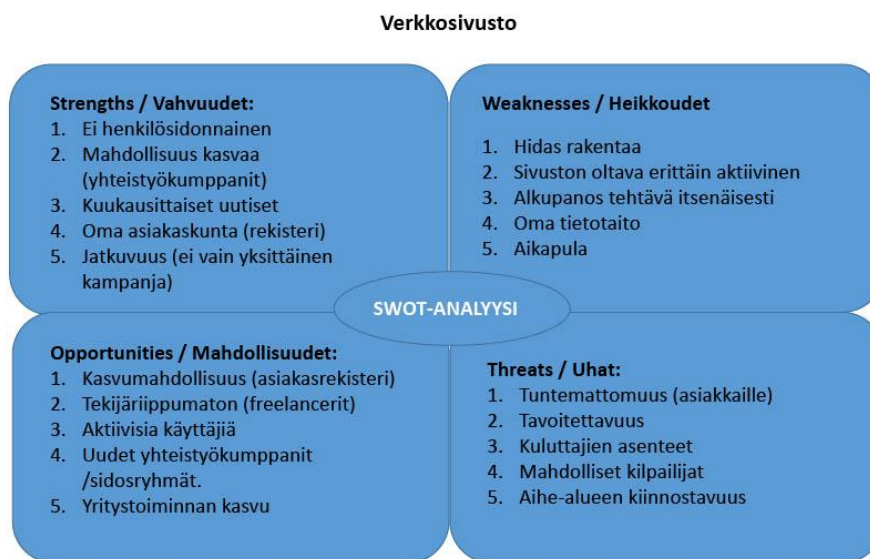 Verkkosivusto
Strengths / Vahvuudet:
1. Ei henkilösidonnainen
2. Mahdollisuus kasvaa
(yhteistyökumppanit)
3. Kuukausittaiset uutiset
4. Oma asiakaskunta (rekisteri)
5. Jatkuvuus (ei vain yksittäinen
kampanja)
Weaknesses / Heikkoudet
1. Hidas rakentaa
2. Sivuston oltava erittäin aktiivinen
3. Alkupanos tehtävä itsenäisesti
4. Oma tietotaito
5. Aikapula
SWOT-ANALYYSI
Opportunities / Mahdollisuudet:
1. Kasvumahdollisuus (asiakasrekisteri)
2. Tekijäriippumaton (freelancerit)
3. Aktiivisia käyttäjiä
4. Uudet yhteistyökumppanit
/sidosryhmät.
5. Yritystoiminnan kasvu
Threats / Uhat:
1. Tuntemattomuus (asiakkaille)
2. Tavoitettavuus
3. Kuluttajien asenteet
4. Mahdolliset kilpailijat
5. Aihe-alueen kiinnostavuus